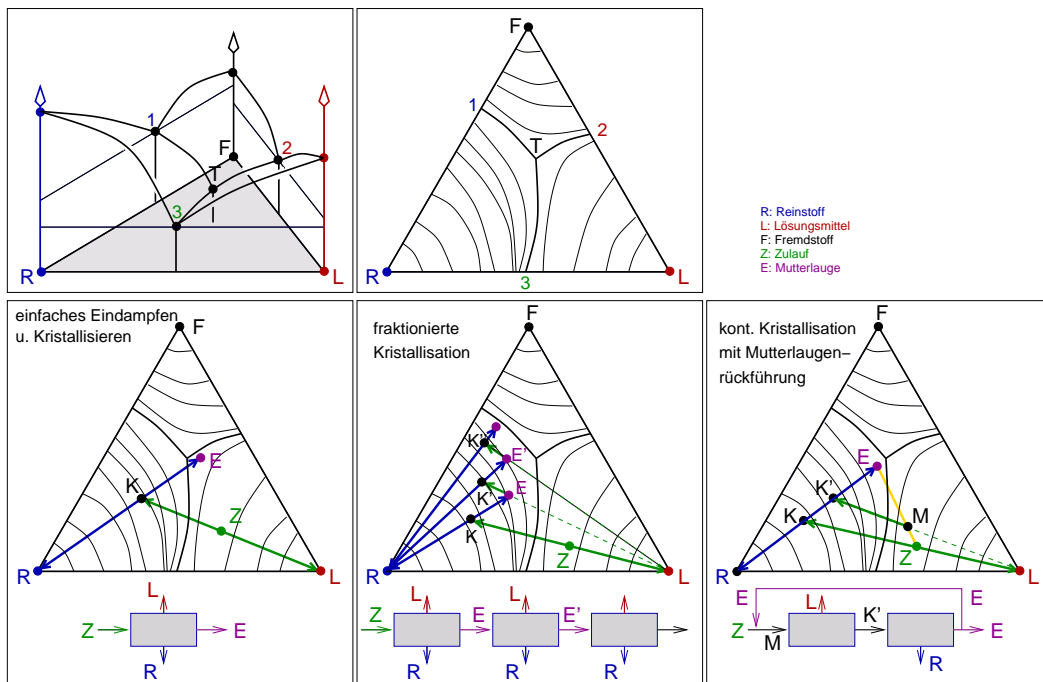 F
1
2
F
T
3
R
L
F
1
2
T
3
R
L
R: Reinstoff
L: Lösungsmittel
F: Fremdstoff
Z: Zulauf
E: Mutterlauge
einfaches Eindampfen
u. Kristallisieren
F
E
K
Z
R
L
L
Z
E
R
fraktionierte
Kristallisation
F
K'
E'
K'
E
K
Z
R
L
L
L
Z
E
E'
R
R
kont. Kristallisation
mit Mutterlaugen–
rückführung
F
E
K'
K
M
Z
R
L
E
L
E
Z
M
K'
E
R